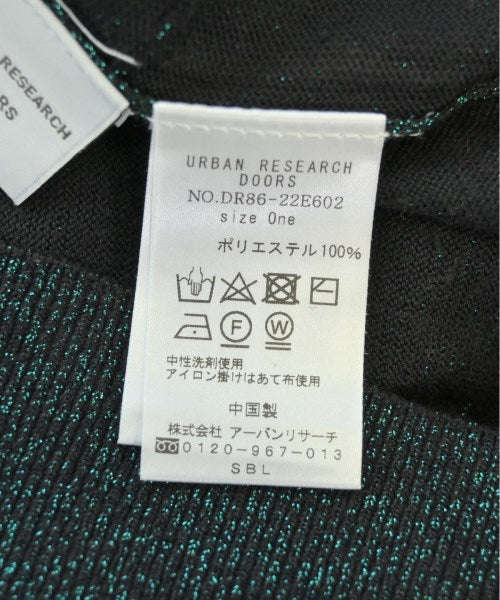 RESEARCH
ORS
URBAN RESEARCH
DOORS
NO.DR86-22E602
size One
ポリエステル100%
F W
中性洗剤使用
アイロン掛けはあて布使用
中国製
株式会社 アーバンリサーチ
0120-967-013
SBL